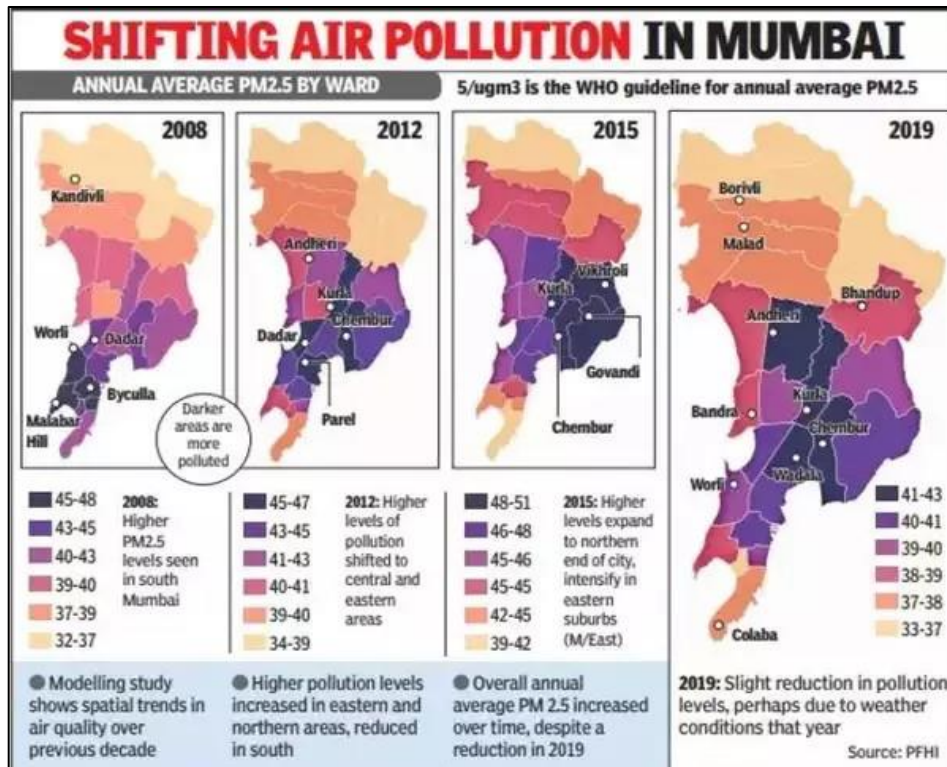 SHIFTING AIR POLLUTION IN MUMBAI
ANNUAL AVERAGE PM2.5 BY WARD
5/ugm3 is the WHO guideline for annual average PM2.5
2008
Kandivli
Worli
Dadar
Byculla
Malabar
Hill
Darker
areas are
more
polluted
2012
Andheri
Kurla
Chembur
Dadar
Parel
2015
Vikhroli
Kurla
Govandi
Chembur
2019
Borivli
Malad
Bhandup
Andheri
Bandra
Kurla
Chembur
Wadala
Worli
Colaba
45-48
43-45
40-43
39-40
37-39
32-37
2008:
Higher
PM2.5
levels seen
in south
Mumbai
45-47
43-45
41-43
40-41
39-40
34-39
2012: Higher
levels of
pollution
shifted to
central and
eastern
areas
48-51
46-48
45-46
45-45
42-45
39-42
2015: Higher
levels expand
to northern
end of city,
intensify in
eastern
suburbs
(M/East)
41-43
40-41
39-40
38-39
37-38
33-37
Modelling study
shows spatial trends in
air quality over
previous decade
Higher pollution levels
increased in eastern and
northern areas, reduced
in south
Overall annual
average PM 2.5 increased
over time, despite a
reduction in 2019
2019: Slight reduction in pollution
levels, perhaps due to weather
conditions that year
Source: PFHI